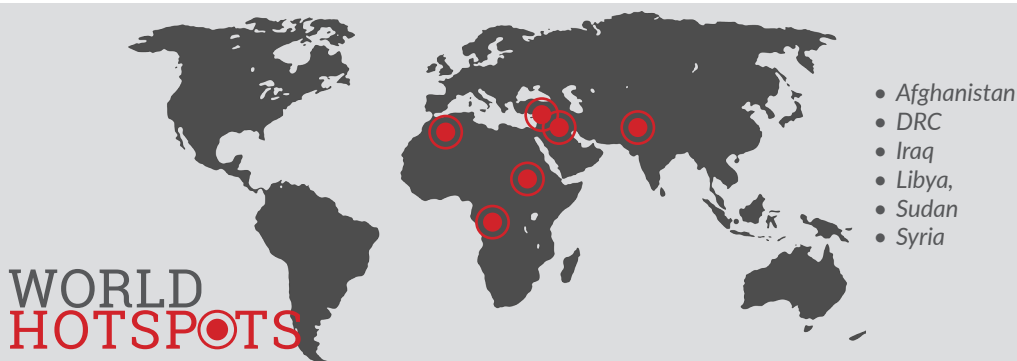 Afghanistan
DRC
Iraq
Libya,
Sudan
Syria
WORLD
HOTSPOTS